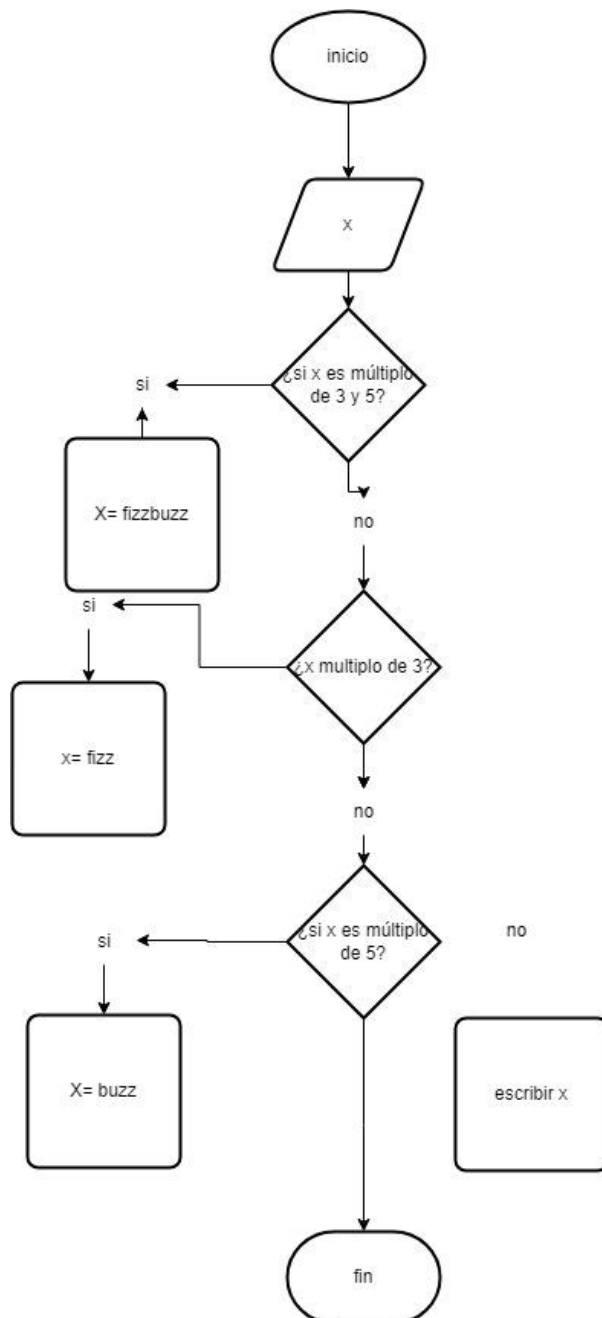 inicio
x
¿si x es múltiplo
de 3 y 5?
si
X= fizzbuzz
no
si
¿x multiplo de 3?
x= fizz
no
¿si x es múltiplo
de 5?
si
no
X= buzz
escribir x
fin